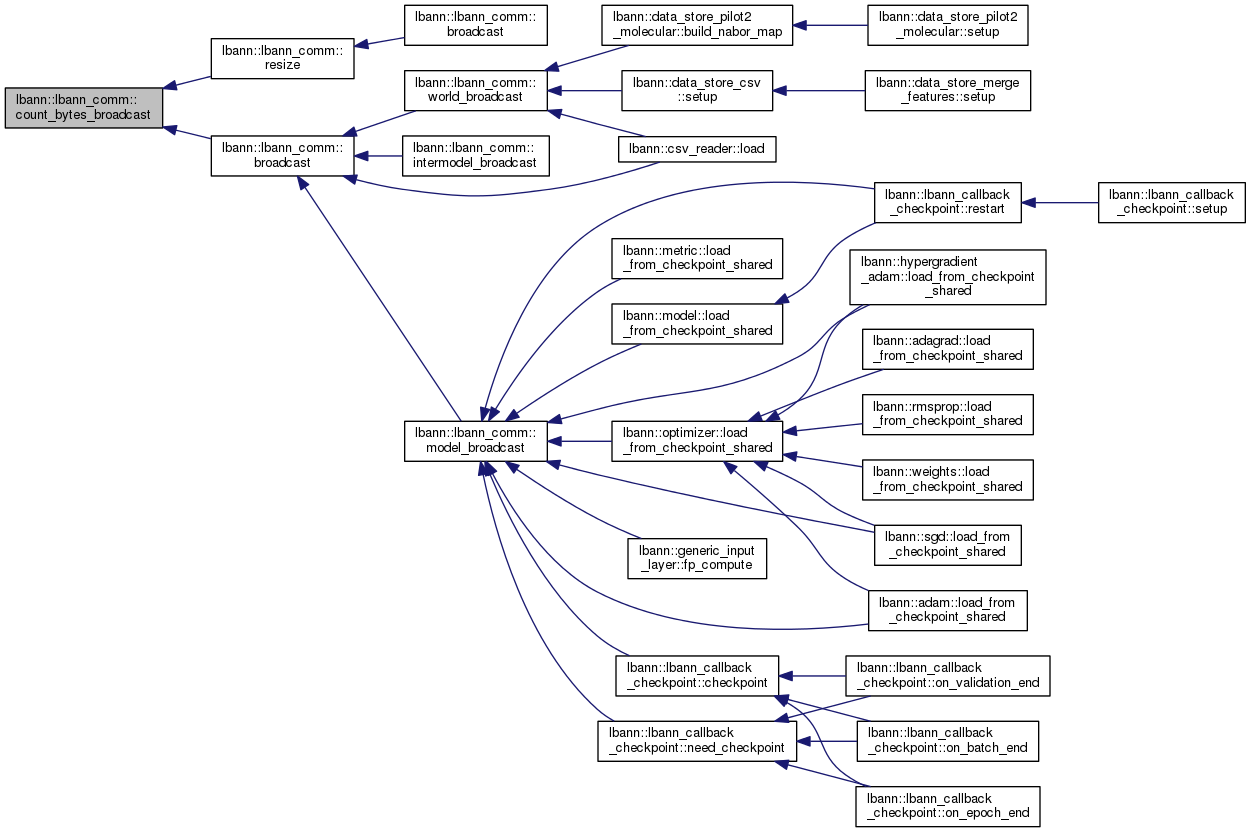 lbann::lbann_comm::
count_bytes_broadcast
lbann::lbann_comm::
resize
lbann::lbann_comm::
broadcast
lbann::lbann_comm::
broadcast
lbann::lbann_comm::
world_broadcast
lbann::lbann_comm::
intermodel_broadcast
lbann::data_store_pilot2
_molecular::build_nabor_map
lbann::data_store_pilot2
_molecular::setup
lbann::data_store_csv
::setup
lbann::data_store_merge
_features::setup
lbann::csv_reader::load
lbann::lbann_comm::
model_broadcast
lbann::lbann_callback
_checkpoint::restart
lbann::lbann_callback
_checkpoint::setup
lbann::metric::load
_from_checkpoint_shared
lbann::model::load
_from_checkpoint_shared
lbann::hypergradient
_adam::load_from_checkpoint
_shared
lbann::optimizer::load
_from_checkpoint_shared
lbann::adagrad::load
_from_checkpoint_shared
lbann::rmsprop::load
_from_checkpoint_shared
lbann::weights::load
_from_checkpoint_shared
lbann::sgd::load_from
_checkpoint_shared
lbann::generic_input
_layer::fp_compute
lbann::adam::load_from
_checkpoint_shared
lbann::lbann_callback
_checkpoint::checkpoint
lbann::lbann_callback
_checkpoint::on_validation_end
lbann::lbann_callback
_checkpoint::need_checkpoint
lbann::lbann_callback
_checkpoint::on_batch_end
lbann::lbann_callback
_checkpoint::on_epoch_end